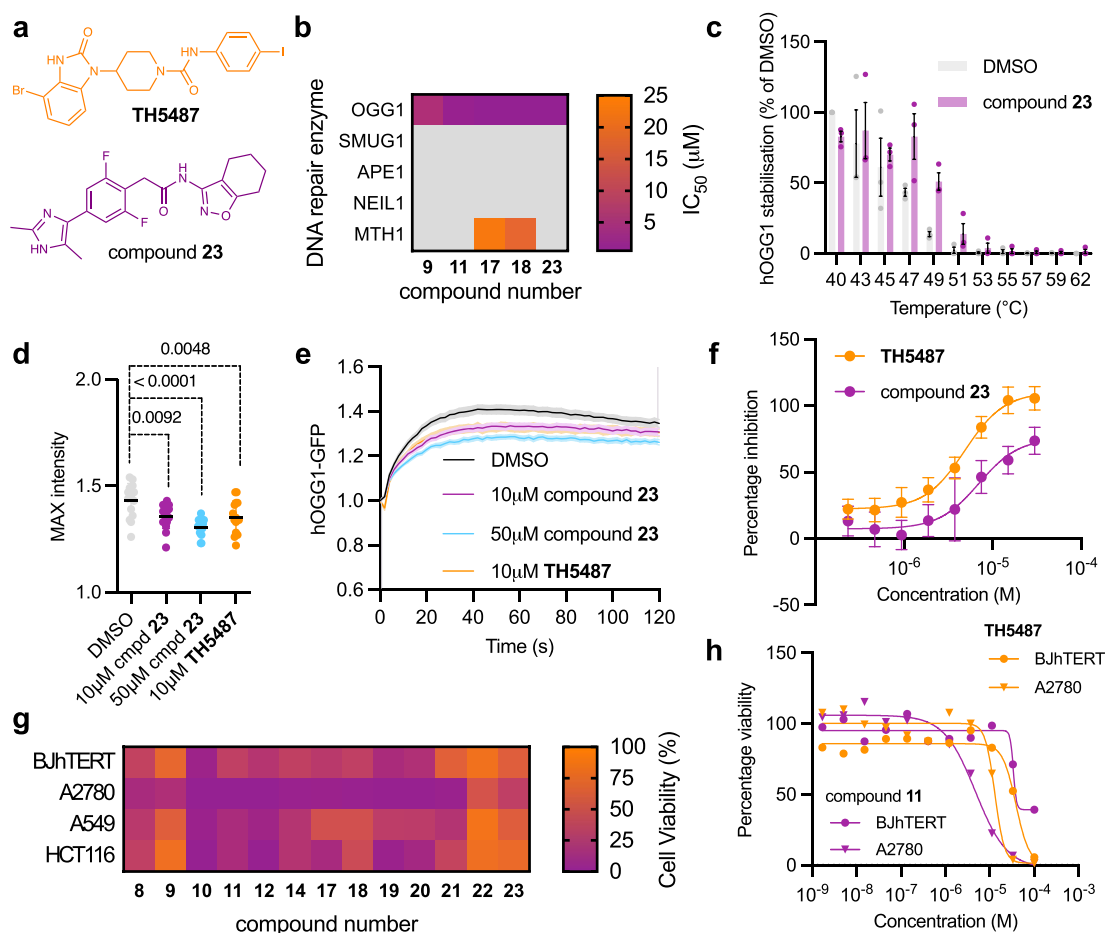 a
O
HN
N
Br
N
O
NH
I
TH5487
F
F
O
HN
N
O
N
NH
compound 23
b
DNA repair enzyme
OGG1
SMUG1
APE1
NEIL1
MTH1
9 11 17 18 23
compound number
25
20
15
10
5
IC50 (μM)
c
hOGG1 stabilisation (% of DMSO)
150
100
50
0
DMSO
compound 23
40 43 45 47 49 51 53 55 57 59 62
Temperature (°C)
d
MAX intensity
2.0
1.5
1.0
0.0048
< 0.0001
0.0092
DMSO
10μM cmpd 23
50μM cmpd 23
10μM TH5487
e
hOGG1-GFP
1.6
1.4
1.2
1.0
0.8
0.6
DMSO
10μM compound 23
50μM compound 23
10μM TH5487
0 20 40 60 80 100 120
Time (s)
f
Percentage inhibition
150
100
50
0
-50
TH5487
compound 23
10-6 10-5 10-4
Concentration (M)
g
BJhTERT
A2780
A549
HCT116
8 9 10 11 12 14 17 18 19 20 21 22 23
compound number
100
75
50
25
0
Cell Viability (%)
h
Percentage viability
150
100
50
0
TH5487
BJhTERT
A2780
compound 11
BJhTERT
A2780
10-9 10-8 10-7 10-6 10-5 10-4 10-3
Concentration (M)